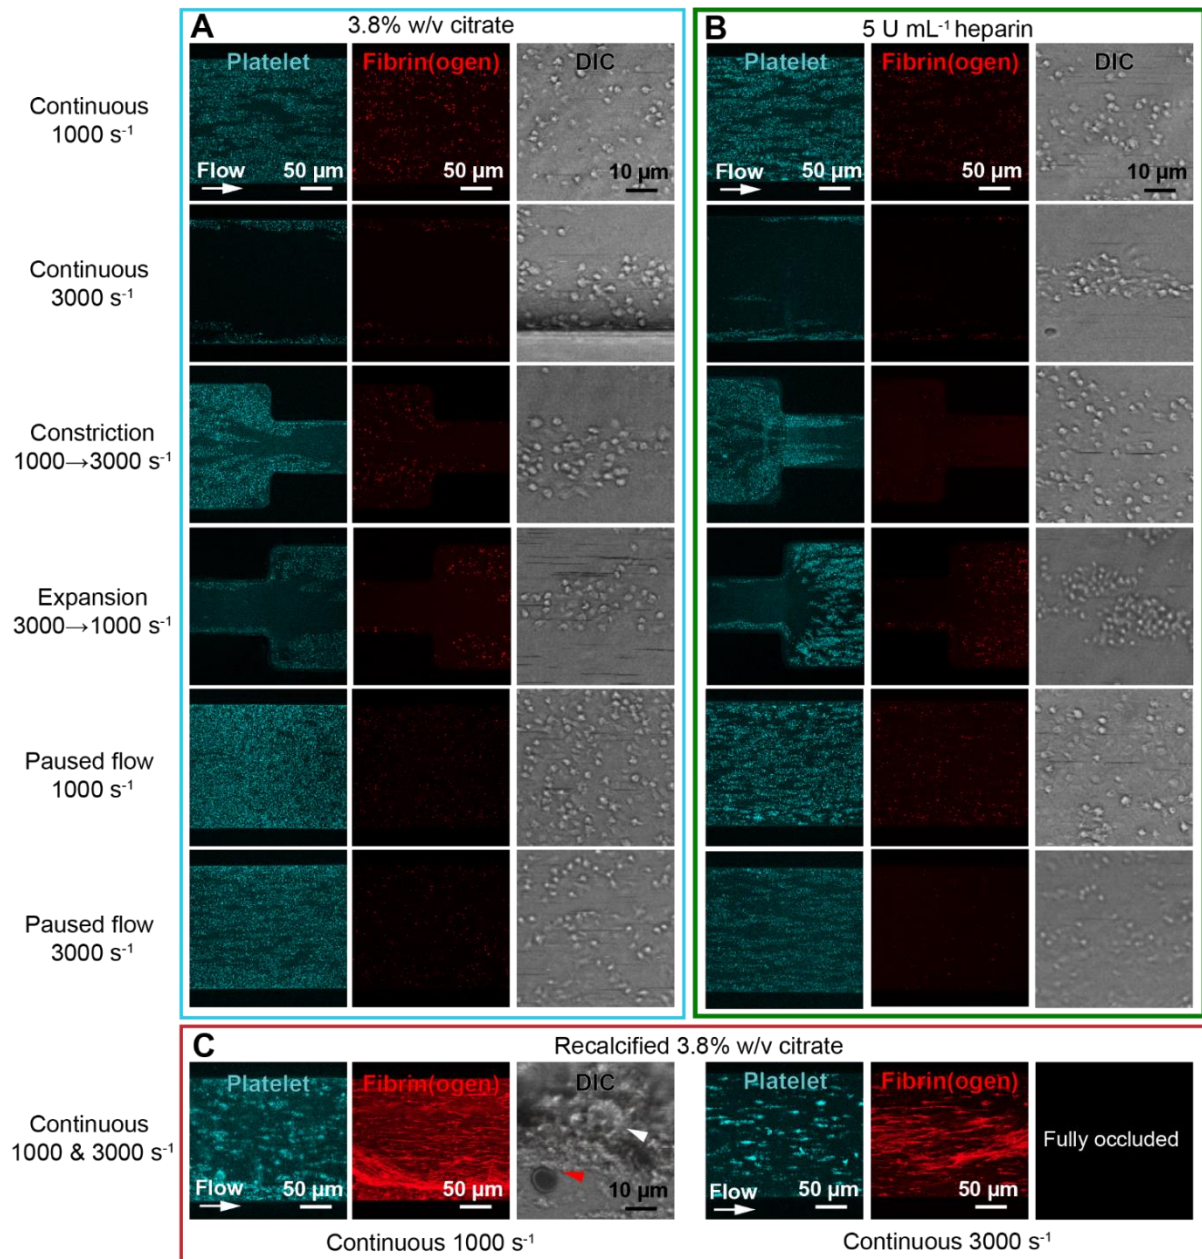 A
3.8% w/v citrate
B
5 U mL⁻¹ heparin
Platelet
Fibrin(ogen)
DIC
Platelet
Fibrin(ogen)
DIC
Continuous
1000 s⁻¹
Flow
50 µm
50 µm
10 µm
Flow
50 µm
50 µm
10 µm
Continuous
3000 s⁻¹
Constriction
1000→3000 s⁻¹
Expansion
3000→1000 s⁻¹
Paused flow
1000 s⁻¹
Paused flow
3000 s⁻¹
C
Recalcified 3.8% w/v citrate
Platelet
Fibrin(ogen)
DIC
Platelet
Fibrin(ogen)
Continuous
1000 & 3000 s⁻¹
Fully occluded
Flow
50 µm
50 µm
10 µm
Flow
50 µm
50 µm
Continuous 1000 s⁻¹
Continuous 3000 s⁻¹